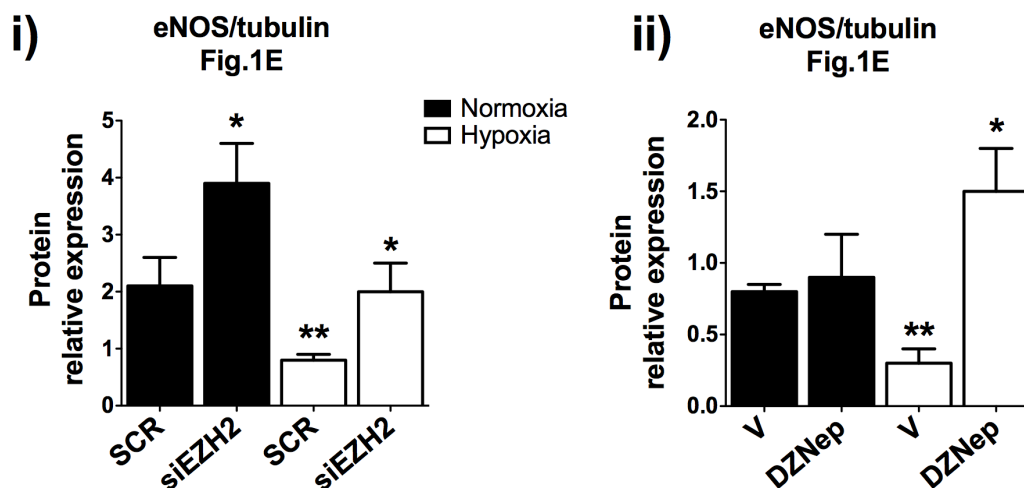 i)
eNOS/tubulin
Fig.1E
Normoxia
Hypoxia
Protein
relative expression
5
4
3
2
1
0
*
**
*
SCR
siEZH2
SCR
siEZH2
ii)
eNOS/tubulin
Fig.1E
Protein
relative expression
2.0
1.5
1.0
0.5
0.0
**
*
V
DZNep
V
DZNep